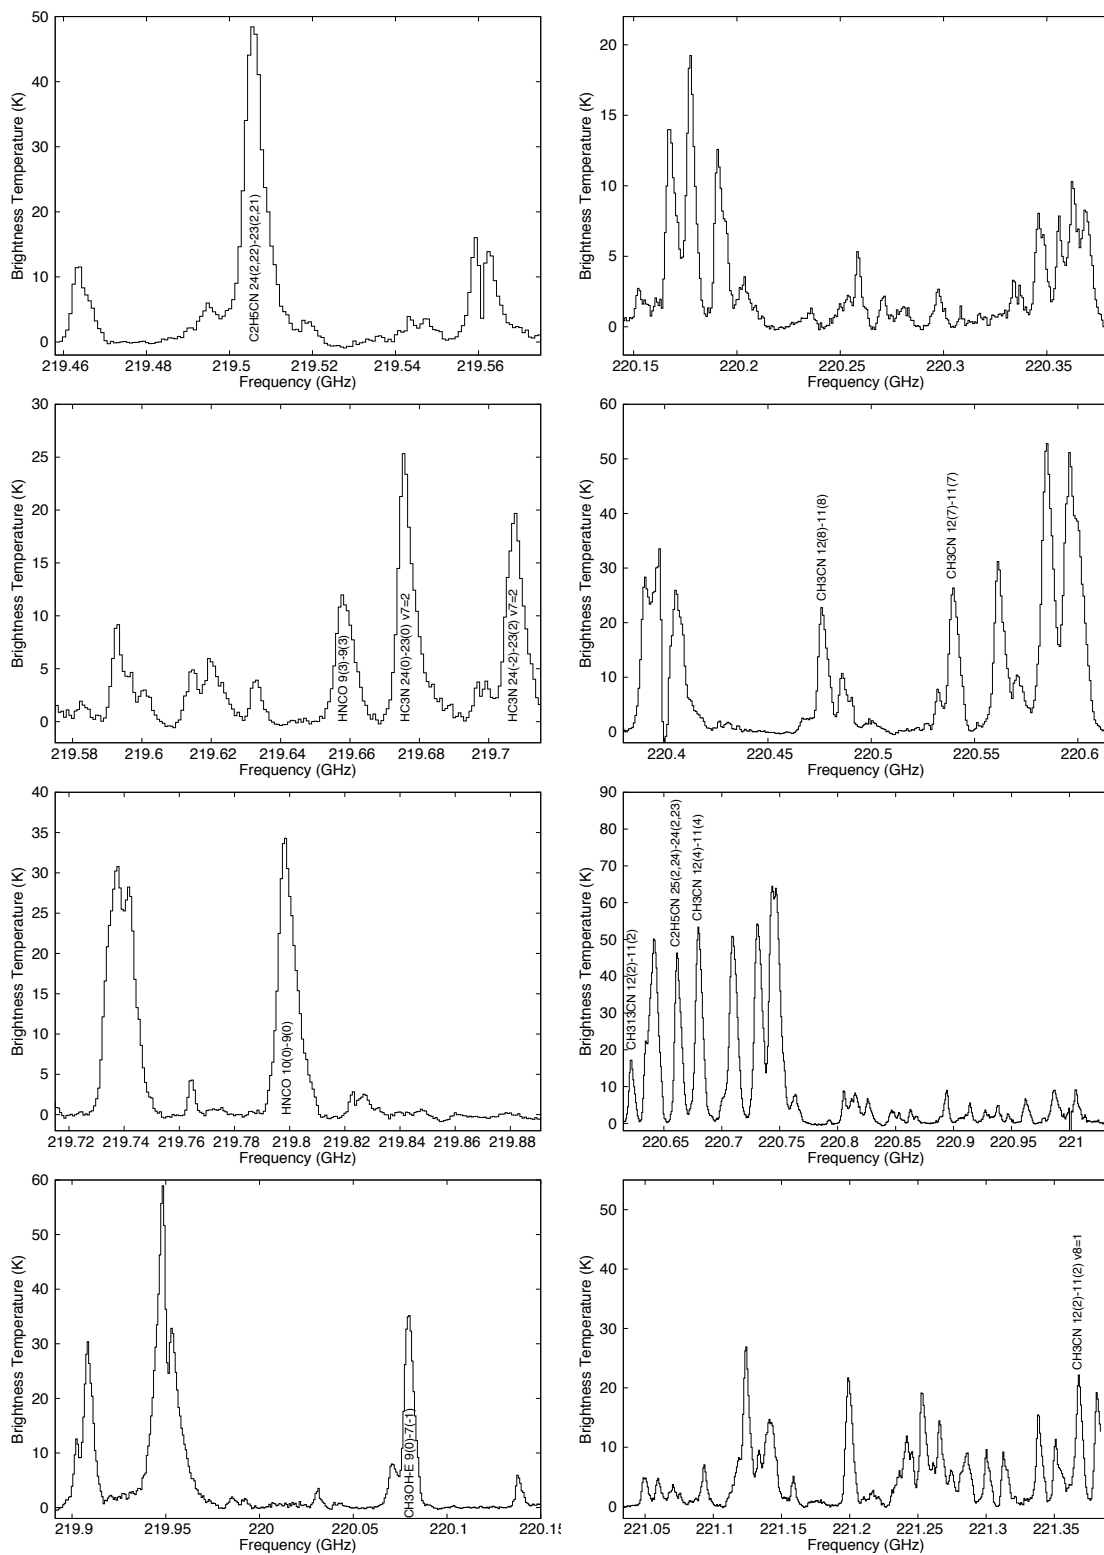 50
40
30
20
10
0
Brightness Temperature (K)
C2H5CN 24(2,22)-23(2,21)
219.46 219.48 219.5 219.52 219.54 219.56
Frequency (GHz)
20
15
10
5
0
Brightness Temperature (K)
220.15 220.2 220.25 220.3 220.35
Frequency (GHz)
30
25
20
15
10
5
0
Brightness Temperature (K)
HNCO 9(3)-9(3)
HC3N 24(0)-23(0) v7=2
HC3N 24(-2)-23(2) v7=2
219.58 219.6 219.62 219.64 219.66 219.68 219.7
Frequency (GHz)
60
50
40
30
20
10
0
Brightness Temperature (K)
CH3CN 12(8)-11(8)
CH3CN 12(7)-11(7)
220.4 220.45 220.5 220.55 220.6
Frequency (GHz)
40
35
30
25
20
15
10
5
0
Brightness Temperature (K)
HNCO 10(0)-9(0)
219.72 219.74 219.76 219.78 219.8 219.82 219.84 219.86 219.88
Frequency (GHz)
90
80
70
60
50
40
30
20
10
0
Brightness Temperature (K)
CH313CN 12(2)-11(2)
C2H5CN 25(2,24)-24(2,23)
CH3CN 12(4)-11(4)
220.65 220.7 220.75 220.8 220.85 220.9 220.95 221
Frequency (GHz)
60
50
40
30
20
10
0
Brightness Temperature (K)
CH3OH-E 9(0)-7(-1)
219.9 219.95 220 220.05 220.1 220.15
Frequency (GHz)
50
40
30
20
10
0
Brightness Temperature (K)
CH3CN 12(2)-11(2) v8=1
221.05 221.1 221.15 221.2 221.25 221.3 221.35
Frequency (GHz)